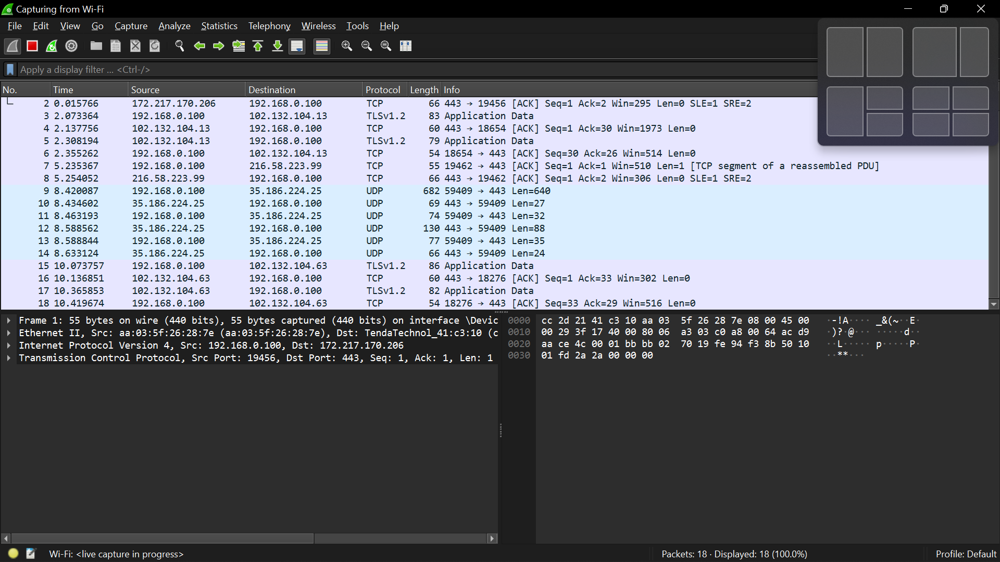 Capturing from Wi-Fi
File Edit View Go Capture Analyze Statistics Telephony Wireless Tools Help
Apply a display filter ... <Ctrl-/>
No. Time Source Destination Protocol Length Info
2 0.015766 172.217.170.206 192.168.0.100 TCP 66 443 → 19456 [ACK] Seq=1 Ack=2 Win=295 Len=0 SLE=1 SRE=2
3 2.073364 192.168.0.100 102.132.104.13 TLSv1.2 83 Application Data
4 2.137756 102.132.104.13 192.168.0.100 TCP 60 443 → 18654 [ACK] Seq=1 Ack=30 Win=1973 Len=0
5 2.308194 102.132.104.13 192.168.0.100 TLSv1.2 79 Application Data
6 2.355262 192.168.0.100 102.132.104.13 TCP 54 18654 → 443 [ACK] Seq=30 Ack=26 Win=514 Len=0
7 5.235367 192.168.0.100 216.58.223.99 TCP 55 19462 → 443 [ACK] Seq=1 Ack=1 Win=510 Len=1 [TCP segment of a reassembled PDU]
8 5.254052 216.58.223.99 192.168.0.100 TCP 66 443 → 19462 [ACK] Seq=1 Ack=2 Win=306 Len=0 SLE=1 SRE=2
9 8.420087 192.168.0.100 35.186.224.25 UDP 682 59409 → 443 Len=640
10 8.434602 35.186.224.25 192.168.0.100 UDP 69 443 → 59409 Len=27
11 8.463193 192.168.0.100 35.186.224.25 UDP 74 59409 → 443 Len=32
12 8.588562 35.186.224.25 192.168.0.100 UDP 130 443 → 59409 Len=88
13 8.588844 192.168.0.100 35.186.224.25 UDP 77 59409 → 443 Len=35
14 8.633124 35.186.224.25 192.168.0.100 UDP 66 443 → 59409 Len=24
15 10.073757 192.168.0.100 102.132.104.63 TLSv1.2 86 Application Data
16 10.136851 102.132.104.63 192.168.0.100 TCP 60 443 → 18276 [ACK] Seq=1 Ack=33 Win=302 Len=0
17 10.365853 102.132.104.63 192.168.0.100 TLSv1.2 82 Application Data
18 10.419674 192.168.0.100 102.132.104.63 TCP 54 18276 → 443 [ACK] Seq=33 Ack=29 Win=516 Len=0
Frame 1: 55 bytes on wire (440 bits), 55 bytes captured (440 bits) on interface \Devic
Ethernet II, Src: aa:03:5f:26:28:7e (aa:03:5f:26:28:7e), Dst: TendaTechnol_41:c3:10 (c
Internet Protocol Version 4, Src: 192.168.0.100, Dst: 172.217.170.206
Transmission Control Protocol, Src Port: 19456, Dst Port: 443, Seq: 1, Ack: 1, Len: 1
0000 cc 2d 21 41 c3 10 aa 03 5f 26 28 7e 08 00 45 00 ·-!A···· _&(~··E·
0010 00 29 3f 17 40 00 80 06 a3 03 c0 a8 00 64 ac d9 ·)?·@··· ·····d··
0020 aa ce 4c 00 01 bb bb 02 70 19 fe 94 f3 8b 50 10 ··L····· p·····P·
0030 01 fd 2a 2a 00 00 00 ··**···
Wi-Fi: <live capture in progress>
Packets: 18 · Displayed: 18 (100.0%)
Profile: Default